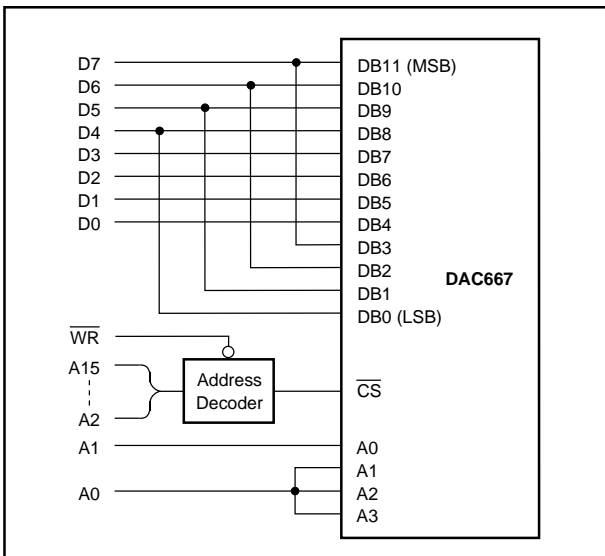 D7
D6
D5
D4
D3
D2
D1
D0
WR
A15
A2
A1
A0
Address
Decoder
DB11 (MSB)
DB10
DB9
DB8
DB7
DB6
DB5
DB4
DB3
DB2
DB1
DB0 (LSB)
CS
A0
A1
A2
A3
DAC667